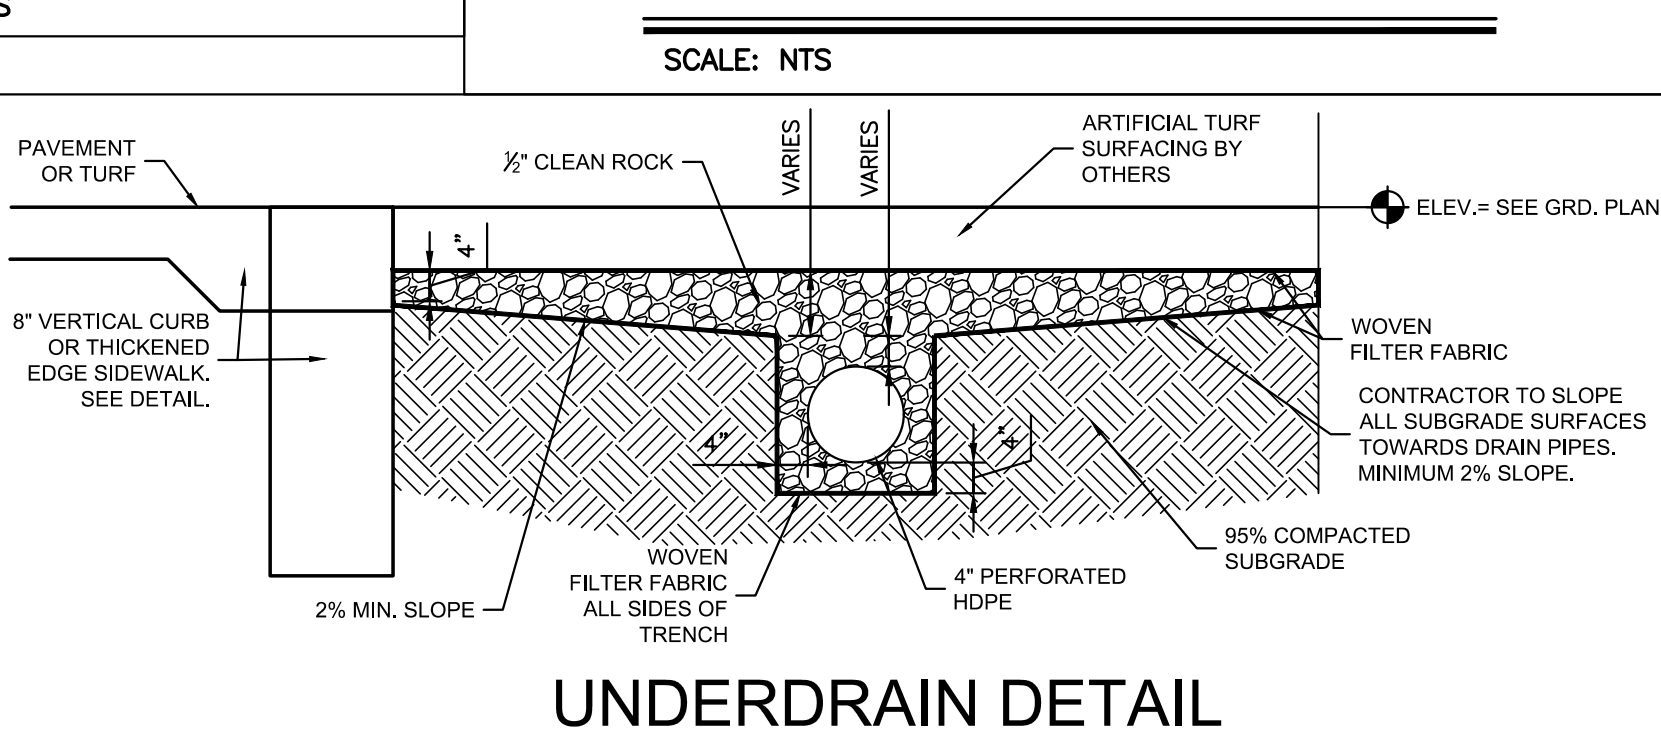 S
SCALE: NTS
PAVEMENT
OR TURF
½" CLEAN ROCK
VARIES
VARIES
ARTIFICIAL TURF
SURFACING BY
OTHERS
ELEV.= SEE GRD. PLAN
4"
8" VERTICAL CURB
OR THICKENED
EDGE SIDEWALK.
SEE DETAIL.
WOVEN
FILTER FABRIC
CONTRACTOR TO SLOPE
ALL SUBGRADE SURFACES
TOWARDS DRAIN PIPES.
MINIMUM 2% SLOPE.
4"
4"
95% COMPACTED
SUBGRADE
WOVEN
FILTER FABRIC
ALL SIDES OF
TRENCH
4" PERFORATED
HDPE
2% MIN. SLOPE
UNDERDRAIN DETAIL